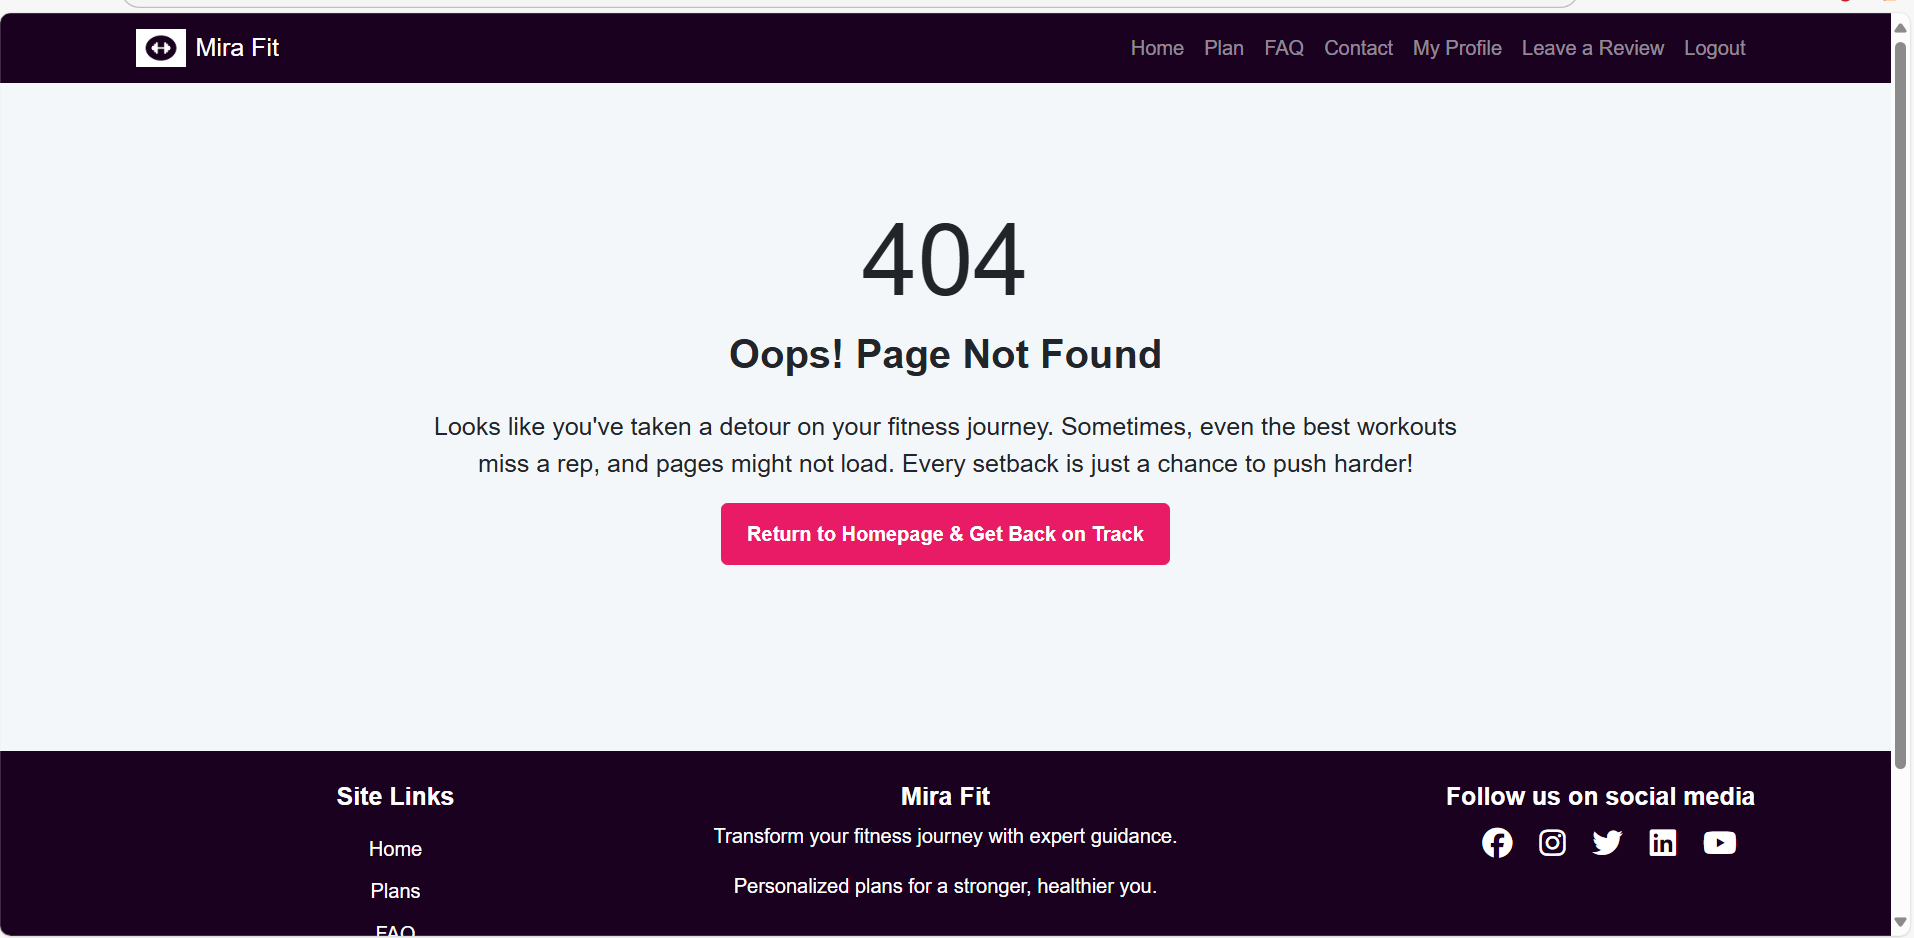 Mira Fit
Home Plan FAQ Contact My Profile Leave a Review Logout
404
Oops! Page Not Found
Looks like you've taken a detour on your fitness journey. Sometimes, even the best workouts
miss a rep, and pages might not load. Every setback is just a chance to push harder!
Return to Homepage & Get Back on Track
Site Links
Home
Plans
FAQ
Mira Fit
Transform your fitness journey with expert guidance.
Personalized plans for a stronger, healthier you.
Follow us on social media